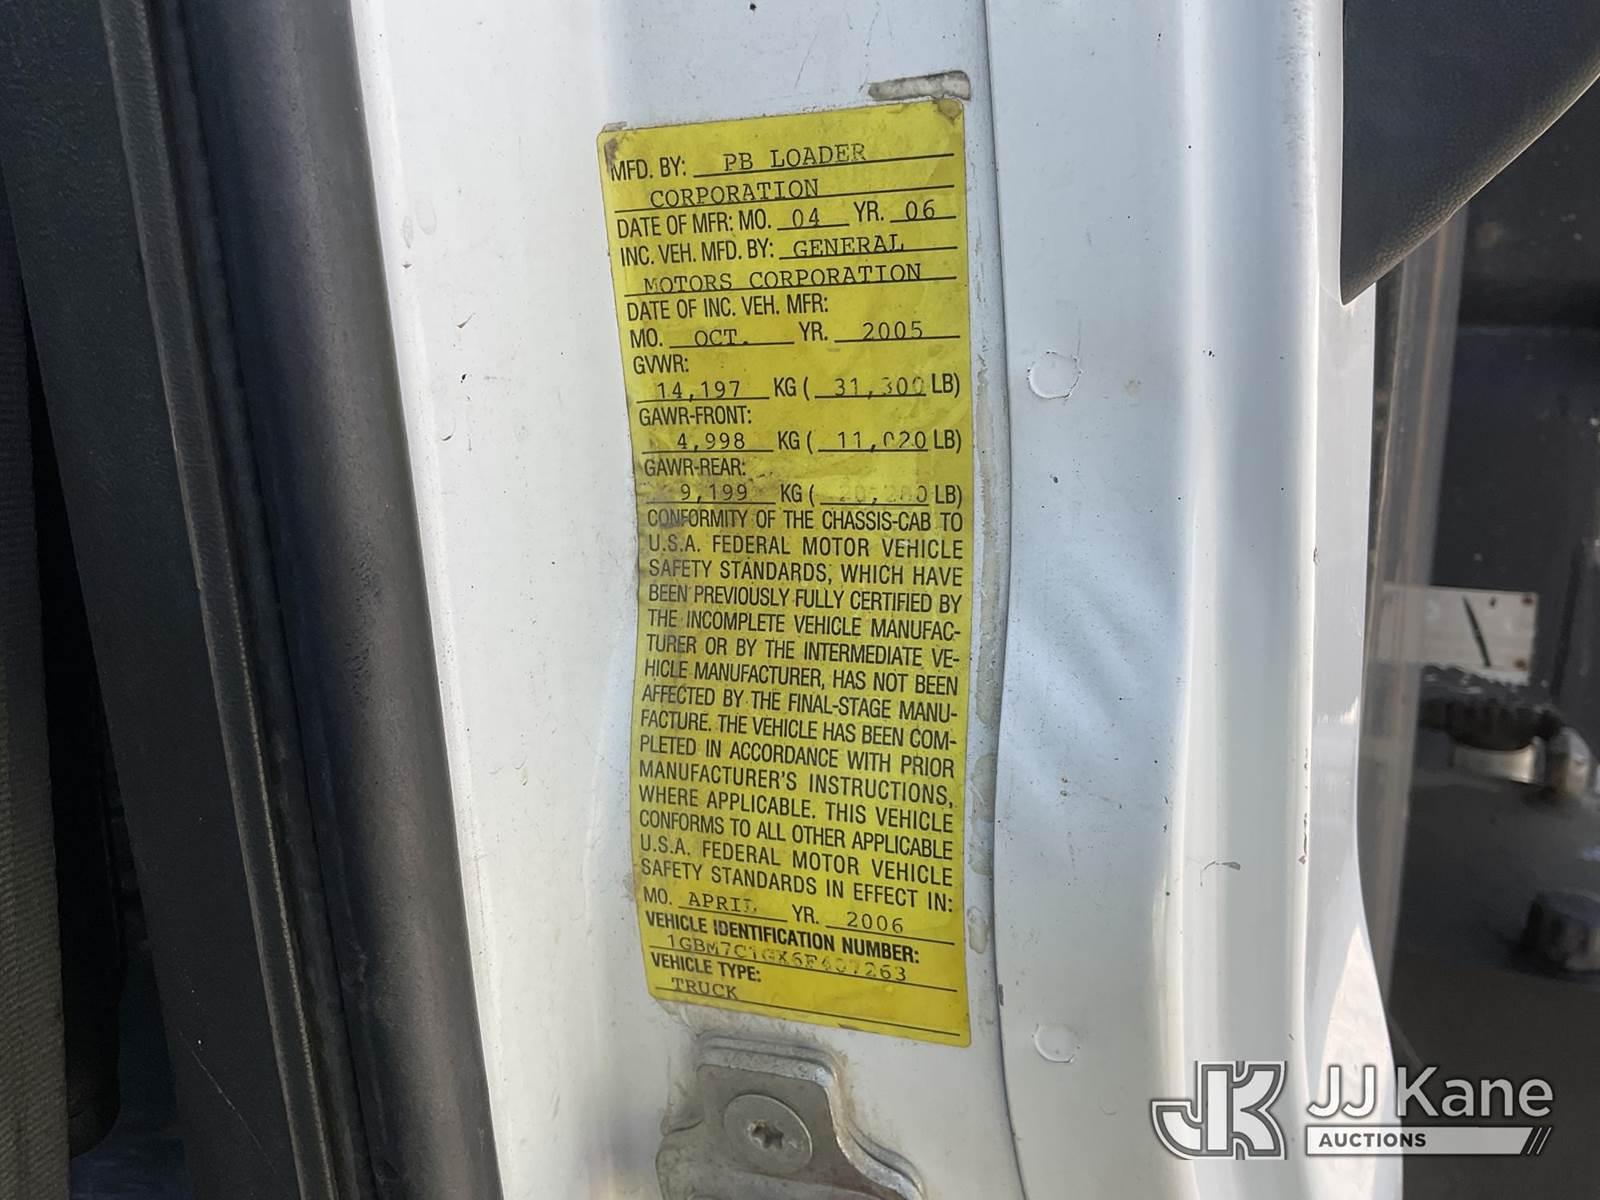 MFD. BY: PB LOADER
CORPORATION
DATE OF MFR: MO. 04 YR. 06
INC. VEH. MFD. BY: GENERAL
MOTORS CORPORATION
DATE OF INC. VEH. MFR:
MO. OCT. YR. 2005
GVWR:
14,197 KG ( 31,300 LB)
GAWR-FRONT:
4,998 KG ( 11,020 LB)
GAWR-REAR:
9,199 KG ( LB)
CONFORMITY OF THE CHASSIS-CAB TO
U.S.A. FEDERAL MOTOR VEHICLE
SAFETY STANDARDS, WHICH HAVE
BEEN PREVIOUSLY FULLY CERTIFIED BY
THE INCOMPLETE VEHICLE MANUFAC-
TURER OR BY THE INTERMEDIATE VE-
HICLE MANUFACTURER, HAS NOT BEEN
AFFECTED BY THE FINAL-STAGE MANU-
FACTURE. THE VEHICLE HAS BEEN COM-
PLETED IN ACCORDANCE WITH PRIOR
MANUFACTURER'S INSTRUCTIONS,
WHERE APPLICABLE. THIS VEHICLE
CONFORMS TO ALL OTHER APPLICABLE
U.S.A. FEDERAL MOTOR VEHICLE
SAFETY STANDARDS IN EFFECT IN:
MO. APRIL YR. 2006
VEHICLE IDENTIFICATION NUMBER:
VEHICLE TYPE:
TRUCK
JK JJ Kane
AUCTIONS